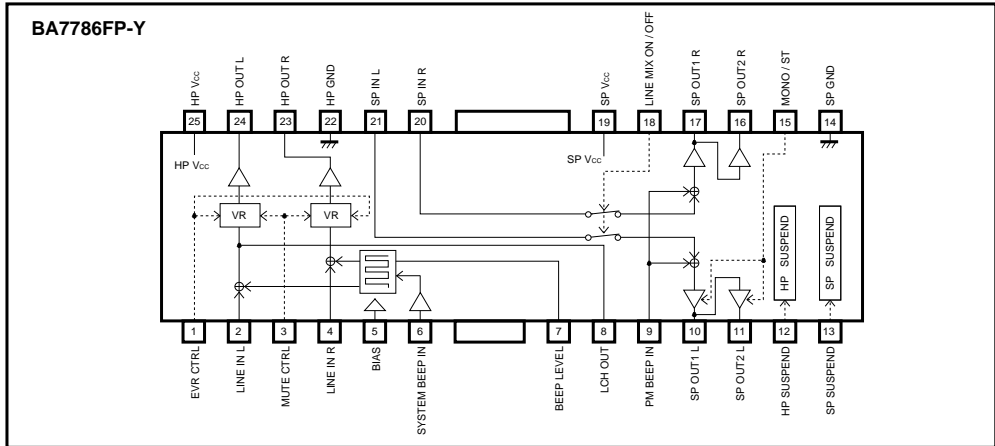 BA7786FP-Y
HP Vcc
HP OUT L
HP OUT R
HP GND
SP IN L
SP IN R
SP Vcc
LINE MIX ON / OFF
SP OUT1 R
SP OUT2 R
MONO / ST
SP GND
25
24
23
22
21
20
19
18
17
16
15
14
HP Vcc
SP Vcc
VR
VR
HP SUSPEND
SP SUSPEND
1
2
3
4
5
6
7
8
9
10
11
12
13
EVR CTRL
LINE IN L
MUTE CTRL
LINE IN R
BIAS
SYSTEM BEEP IN
BEEP LEVEL
LCH OUT
PM BEEP IN
SP OUT1 L
SP OUT2 L
HP SUSPEND
SP SUSPEND